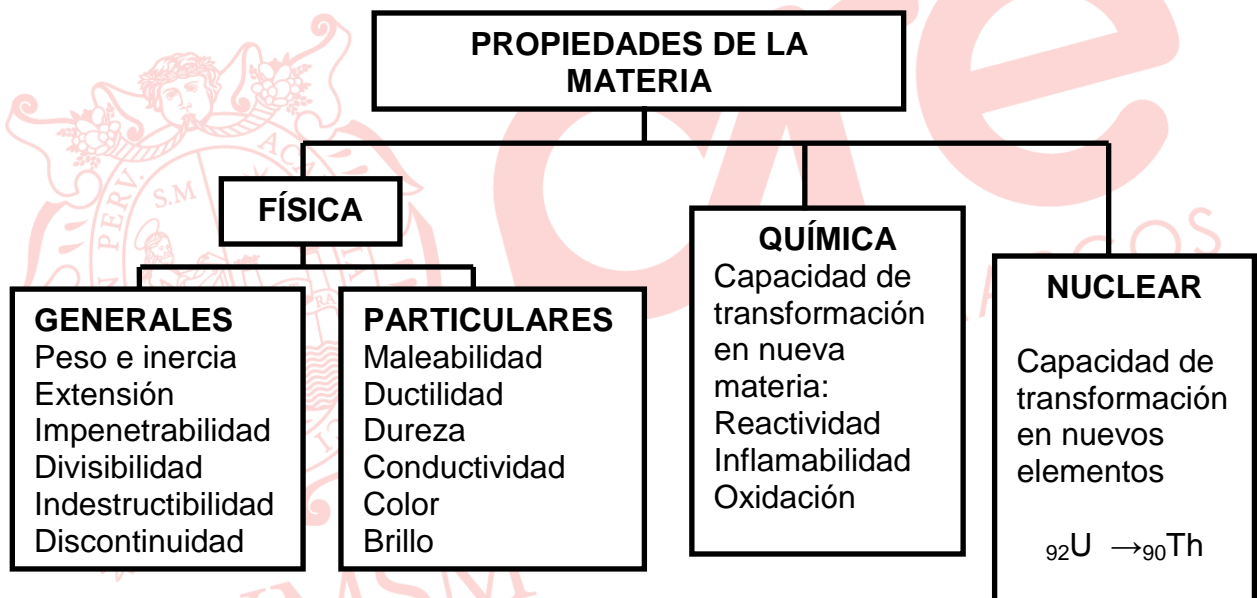 PROPIEDADES DE LA
MATERIA
FÍSICA
GENERALES
Peso e inercia
Extensión
Impenetrabilidad
Divisibilidad
Indestructibilidad
Discontinuidad
PARTICULARES
Maleabilidad
Ductilidad
Dureza
Conductividad
Color
Brillo
QUÍMICA
Capacidad de
transformación
en nueva
materia:
Reactividad
Inflamabilidad
Oxidación
NUCLEAR
Capacidad de
transformación
en nuevos
elementos
₉₂U →₉₀Th